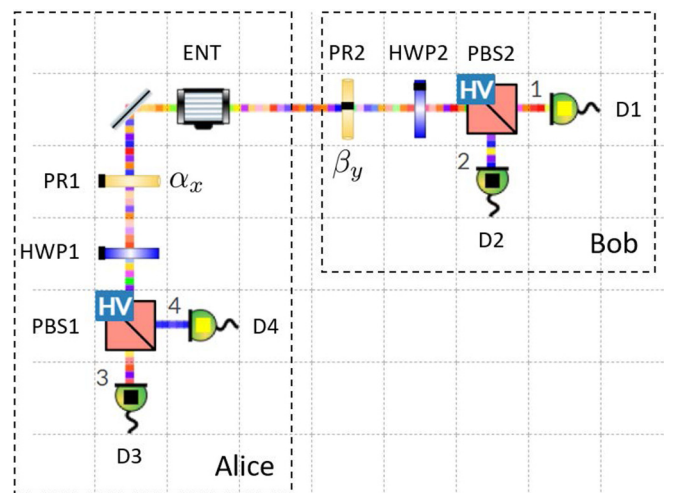 ENT
PR2
HWP2
PBS2
HV
1
D1
β_y
2
D2
Bob
PR1
α_x
HWP1
HV
PBS1
4
D4
3
D3
Alice